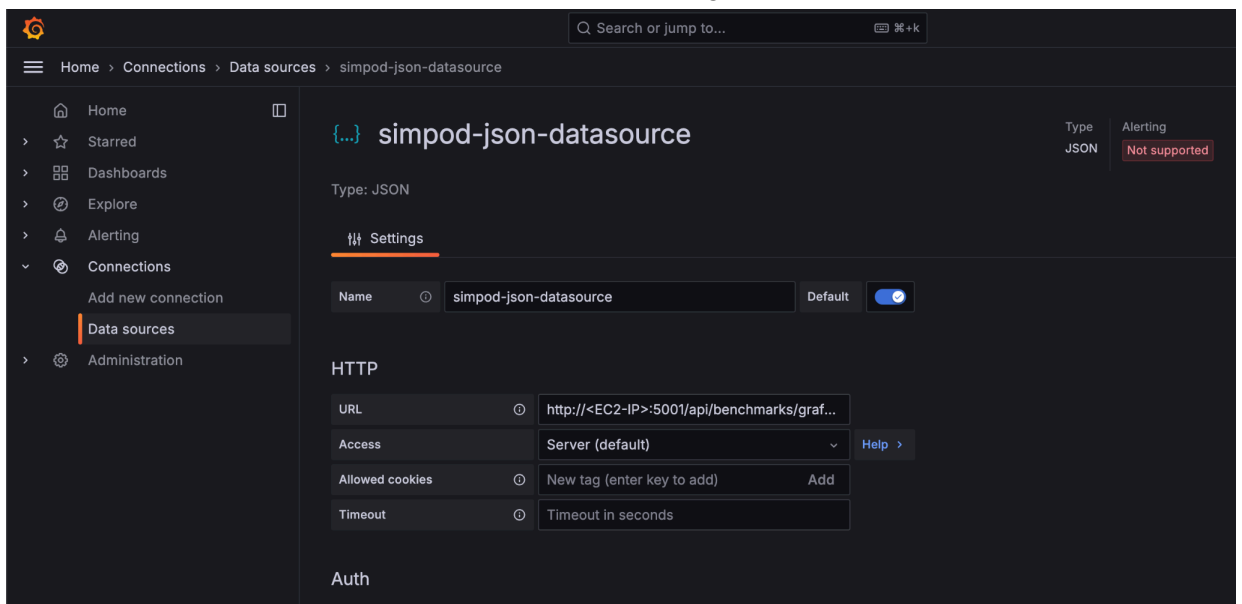 Search or jump to... ⌘+k
Home > Connections > Data sources > simpod-json-datasource
Home
Starred
Dashboards
Explore
Alerting
Connections
Add new connection
Data sources
Administration
{...} simpod-json-datasource
Type
JSON
Alerting
Not supported
Type: JSON
Settings
Name simpod-json-datasource Default
HTTP
URL http://<EC2-IP>:5001/api/benchmarks/graf...
Access Server (default) Help >
Allowed cookies New tag (enter key to add) Add
Timeout Timeout in seconds
Auth